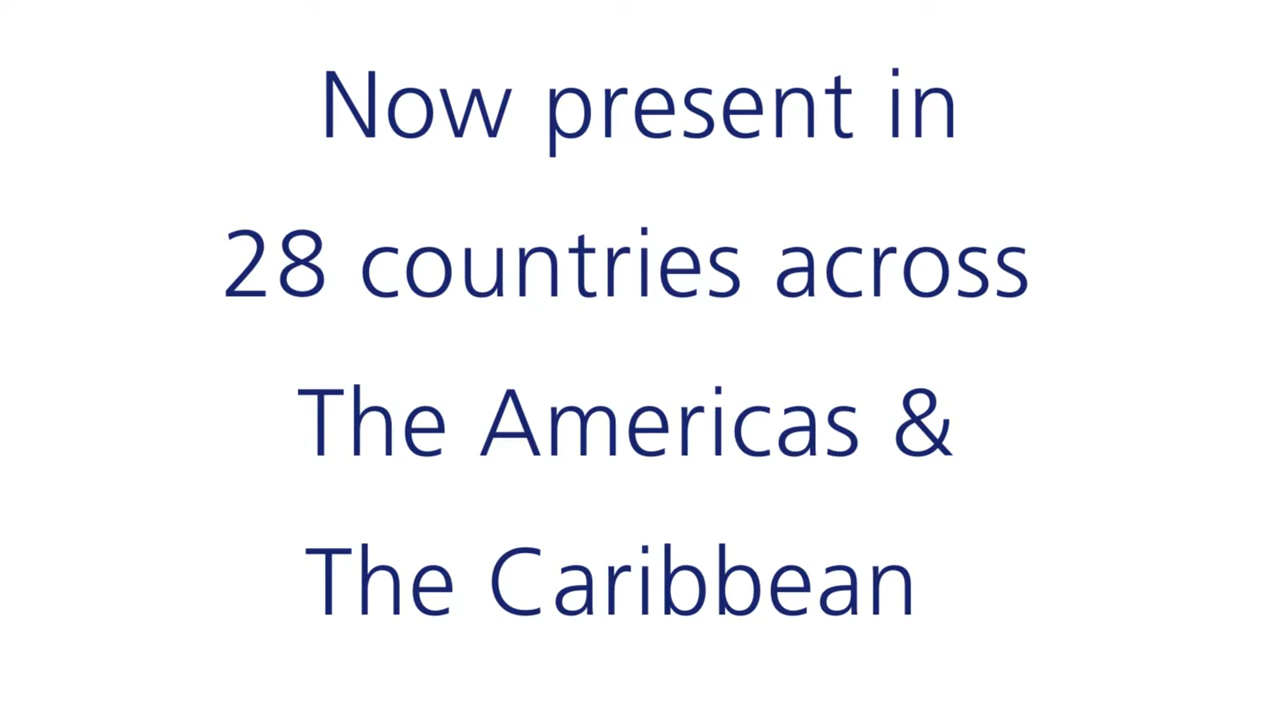 Now present in
28 countries across
The Americas &
The Caribbean